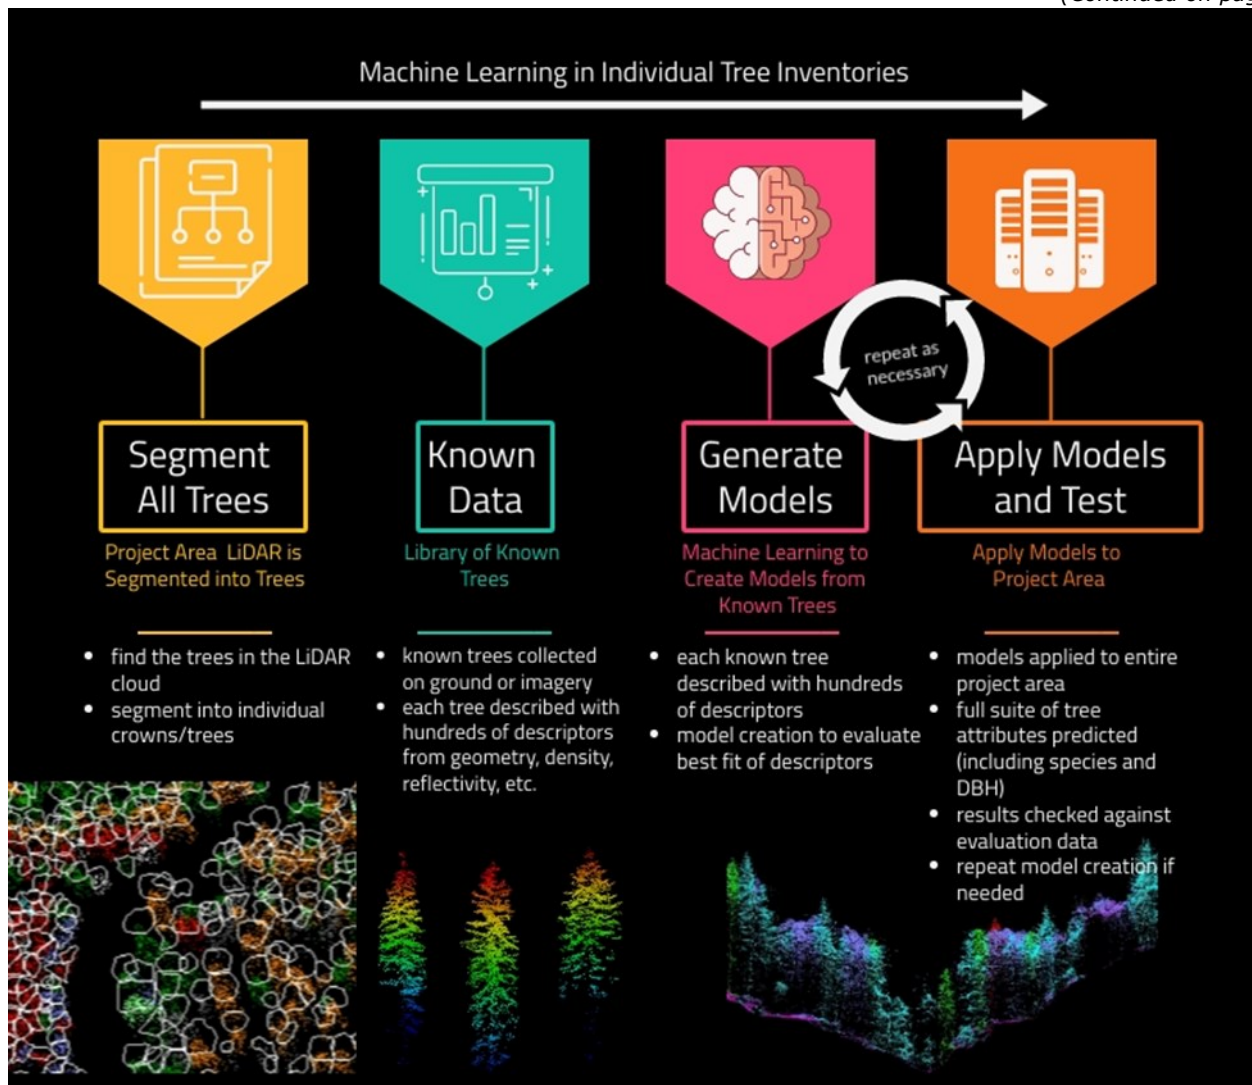 (Continued on pag
Machine Learning in Individual Tree Inventories
repeat as
necessary
Segment
All Trees
Project Area LiDAR is
Segmented into Trees
• find the trees in the LiDAR
cloud
• segment into individual
crowns/trees
Known
Data
Library of Known
Trees
• known trees collected
on ground or imagery
• each tree described with
hundreds of descriptors
from geometry, density,
reflectivity, etc.
Generate
Models
Machine Learning to
Create Models from
Known Trees
• each known tree
described with hundreds
of descriptors
• model creation to evaluate
best fit of descriptors
Apply Models
and Test
Apply Models to
Project Area
• models applied to entire
project area
• full suite of tree
attributes predicted
(including species and
DBH)
• results checked against
evaluation data
• repeat model creation if
needed